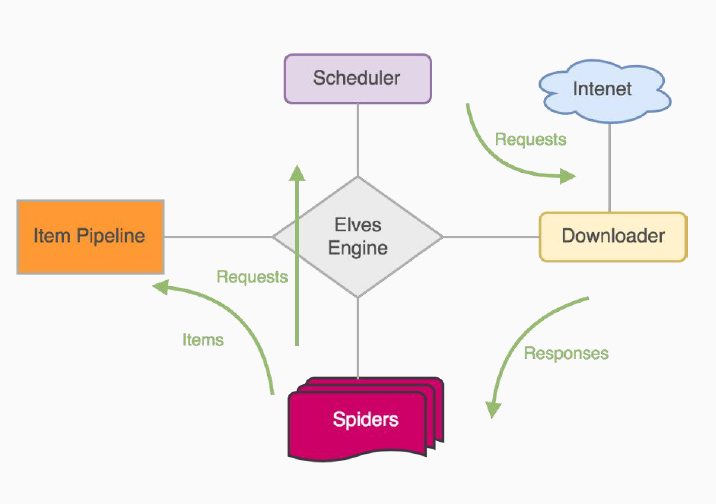 Scheduler
Intenet
Requests
Item Pipeline
Elves
Engine
Downloader
Requests
Items
Responses
Spiders